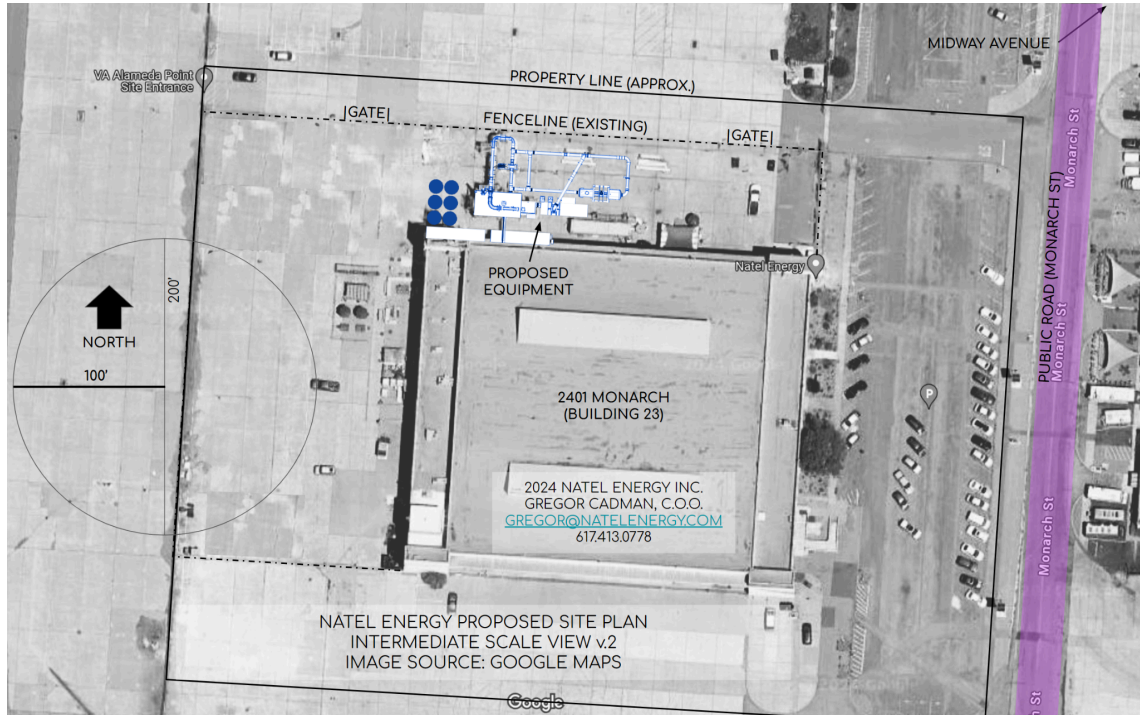 MIDWAY AVENUE
VA Alameda Point
Site Entrance
PROPERTY LINE (APPROX.)
|GATE|
FENCELINE (EXISTING)
|GATE|
Monarch St
Monarch St
PUBLIC ROAD (MONARCH ST)
200'
NORTH
100'
PROPOSED
EQUIPMENT
Natel Energy
Monarch St
Monarch St
P
2401 MONARCH
(BUILDING 23)
2024 NATEL ENERGY INC.
GREGOR CADMAN, C.O.O.
GREGOR@NATELENERGY.COM
617.413.0778
Monarch St
Monarch St
NATEL ENERGY PROPOSED SITE PLAN
INTERMEDIATE SCALE VIEW v.2
IMAGE SOURCE: GOOGLE MAPS
Google